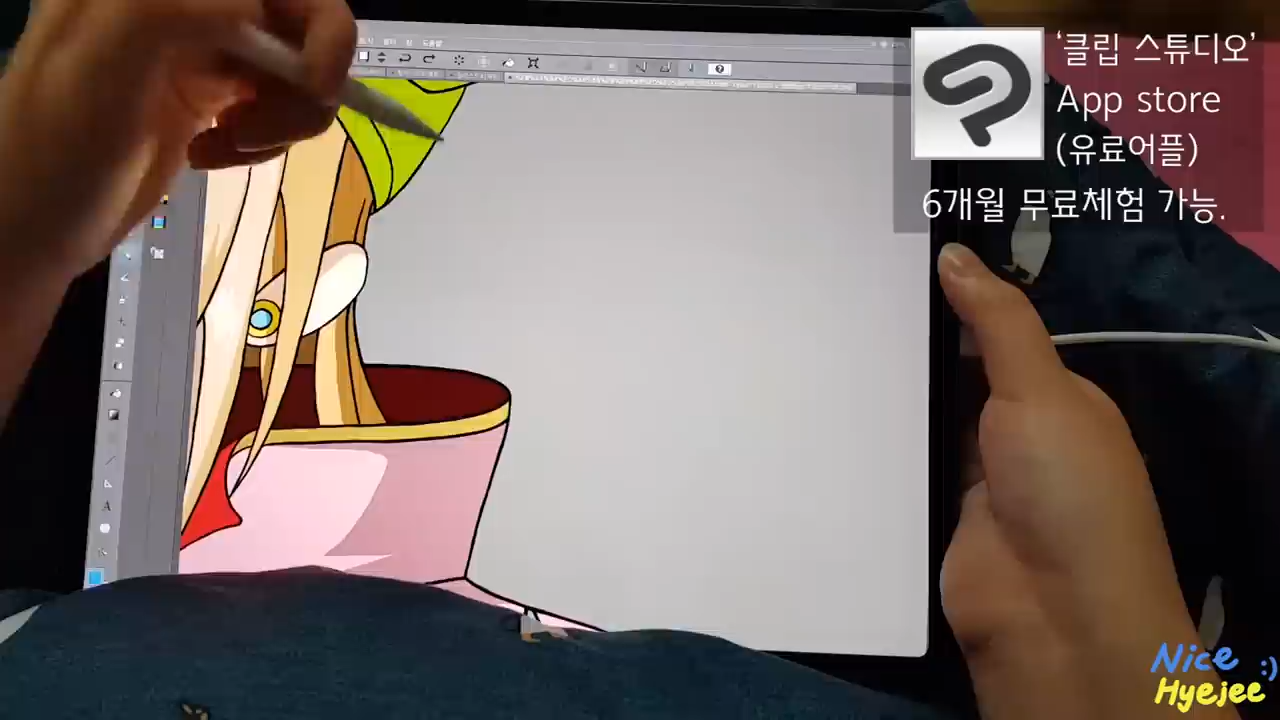 ‘클립 스튜디오’
App store
(유료어플)
6개월 무료체험 가능.
Nice :)
Hyejee